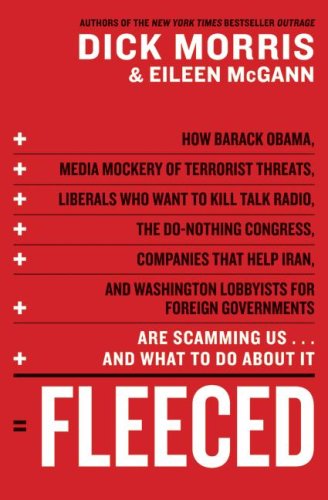 AUTHORS OF THE NEW YORK TIMES BESTSELLER OUTRAGE
DICK MORRIS
& EILEEN McGANN
+ HOW BARACK OBAMA,
+ MEDIA MOCKERY OF TERRORIST THREATS,
+ LIBERALS WHO WANT TO KILL TALK RADIO,
+ THE DO-NOTHING CONGRESS,
+ COMPANIES THAT HELP IRAN,
AND WASHINGTON LOBBYISTS FOR
+ FOREIGN GOVERNMENTS
ARE SCAMMING US . . .
+ AND WHAT TO DO ABOUT IT
= FLEECED